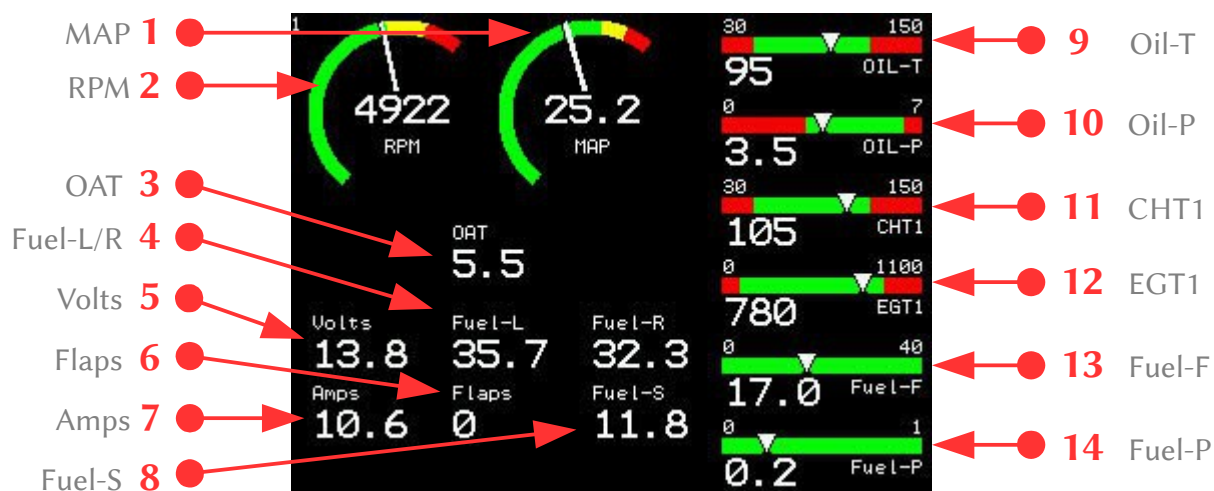 MAP 1
RPM 2
OAT 3
Fuel-L/R 4
Volts 5
Flaps 6
Amps 7
Fuel-S 8
1
4922
RPM
25.2
MAP
OAT
5.5
Volts Fuel-L Fuel-R
13.8 35.7 32.3
Amps Flaps Fuel-S
10.6 0 11.8
30 150
95 OIL-T
0 7
3.5 OIL-P
30 150
105 CHT1
0 1100
780 EGT1
0 40
17.0 Fuel-F
0 1
0.2 Fuel-P
9 Oil-T
10 Oil-P
11 CHT1
12 EGT1
13 Fuel-F
14 Fuel-P